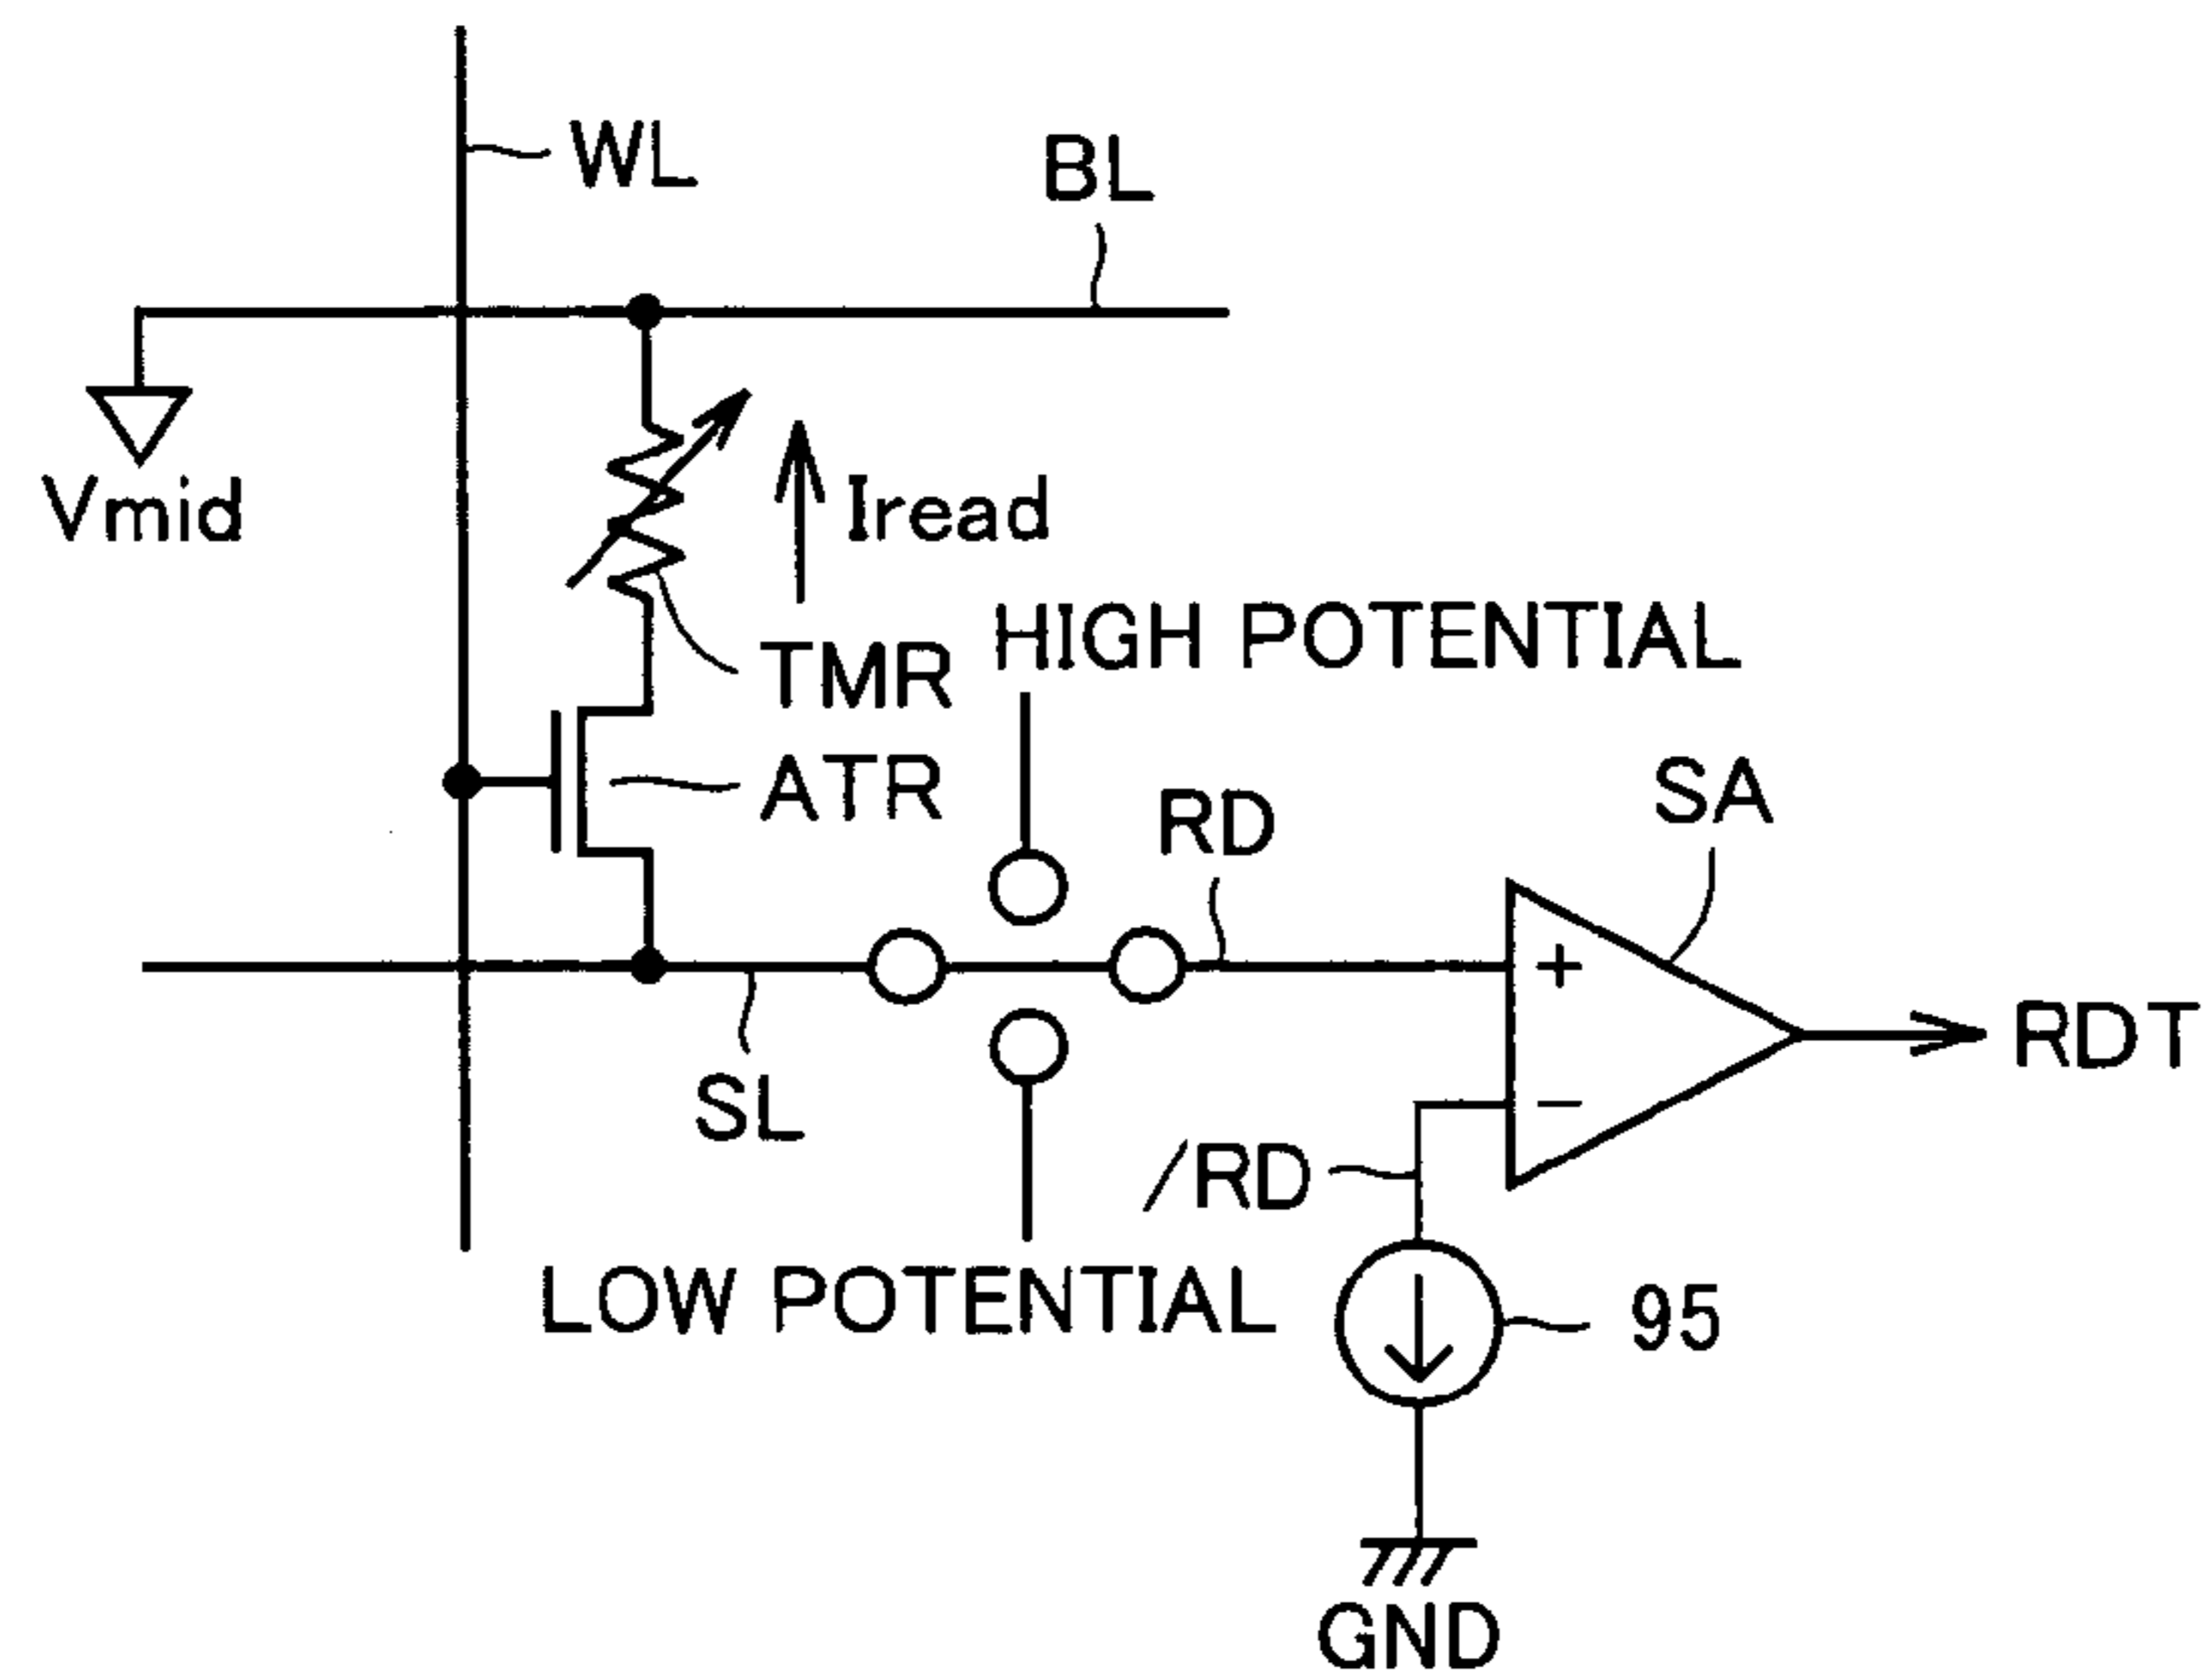 WL
BL
Vmid
Iread
HIGH POTENTIAL
TMR
ATR
RD
SA
+
RDT
SL
−
/RD
LOW POTENTIAL
95
GND